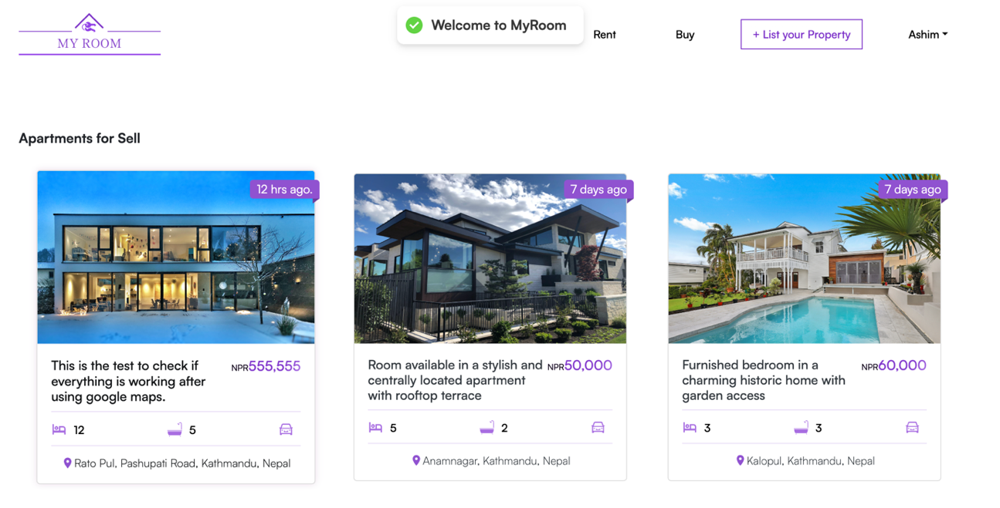 MY ROOM
Welcome to MyRoom
Rent
Buy
+ List your Property
Ashim
Apartments for Sell
12 hrs ago.
7 days ago
7 days ago
This is the test to check if
everything is working after
using google maps.
NPR555,555
12
5
Rato Pul, Pashupati Road, Kathmandu, Nepal
Room available in a stylish and
centrally located apartment
with rooftop terrace
NPR50,000
5
2
Anamnagar, Kathmandu, Nepal
Furnished bedroom in a
charming historic home with
garden access
NPR60,000
3
3
Kalopul, Kathmandu, Nepal